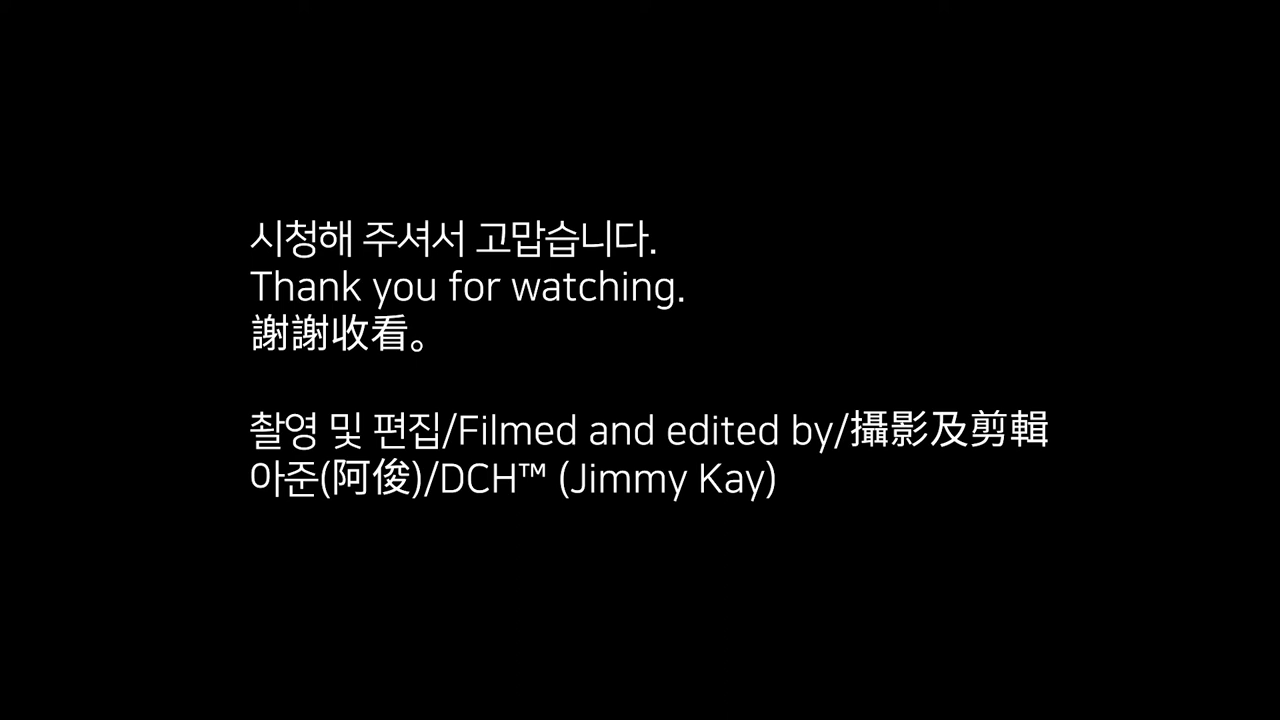 시청해 주셔서 고맙습니다.
Thank you for watching.
謝謝收看。
촬영 및 편집/Filmed and edited by/攝影及剪輯
아준(阿俊)/DCH™ (Jimmy Kay)